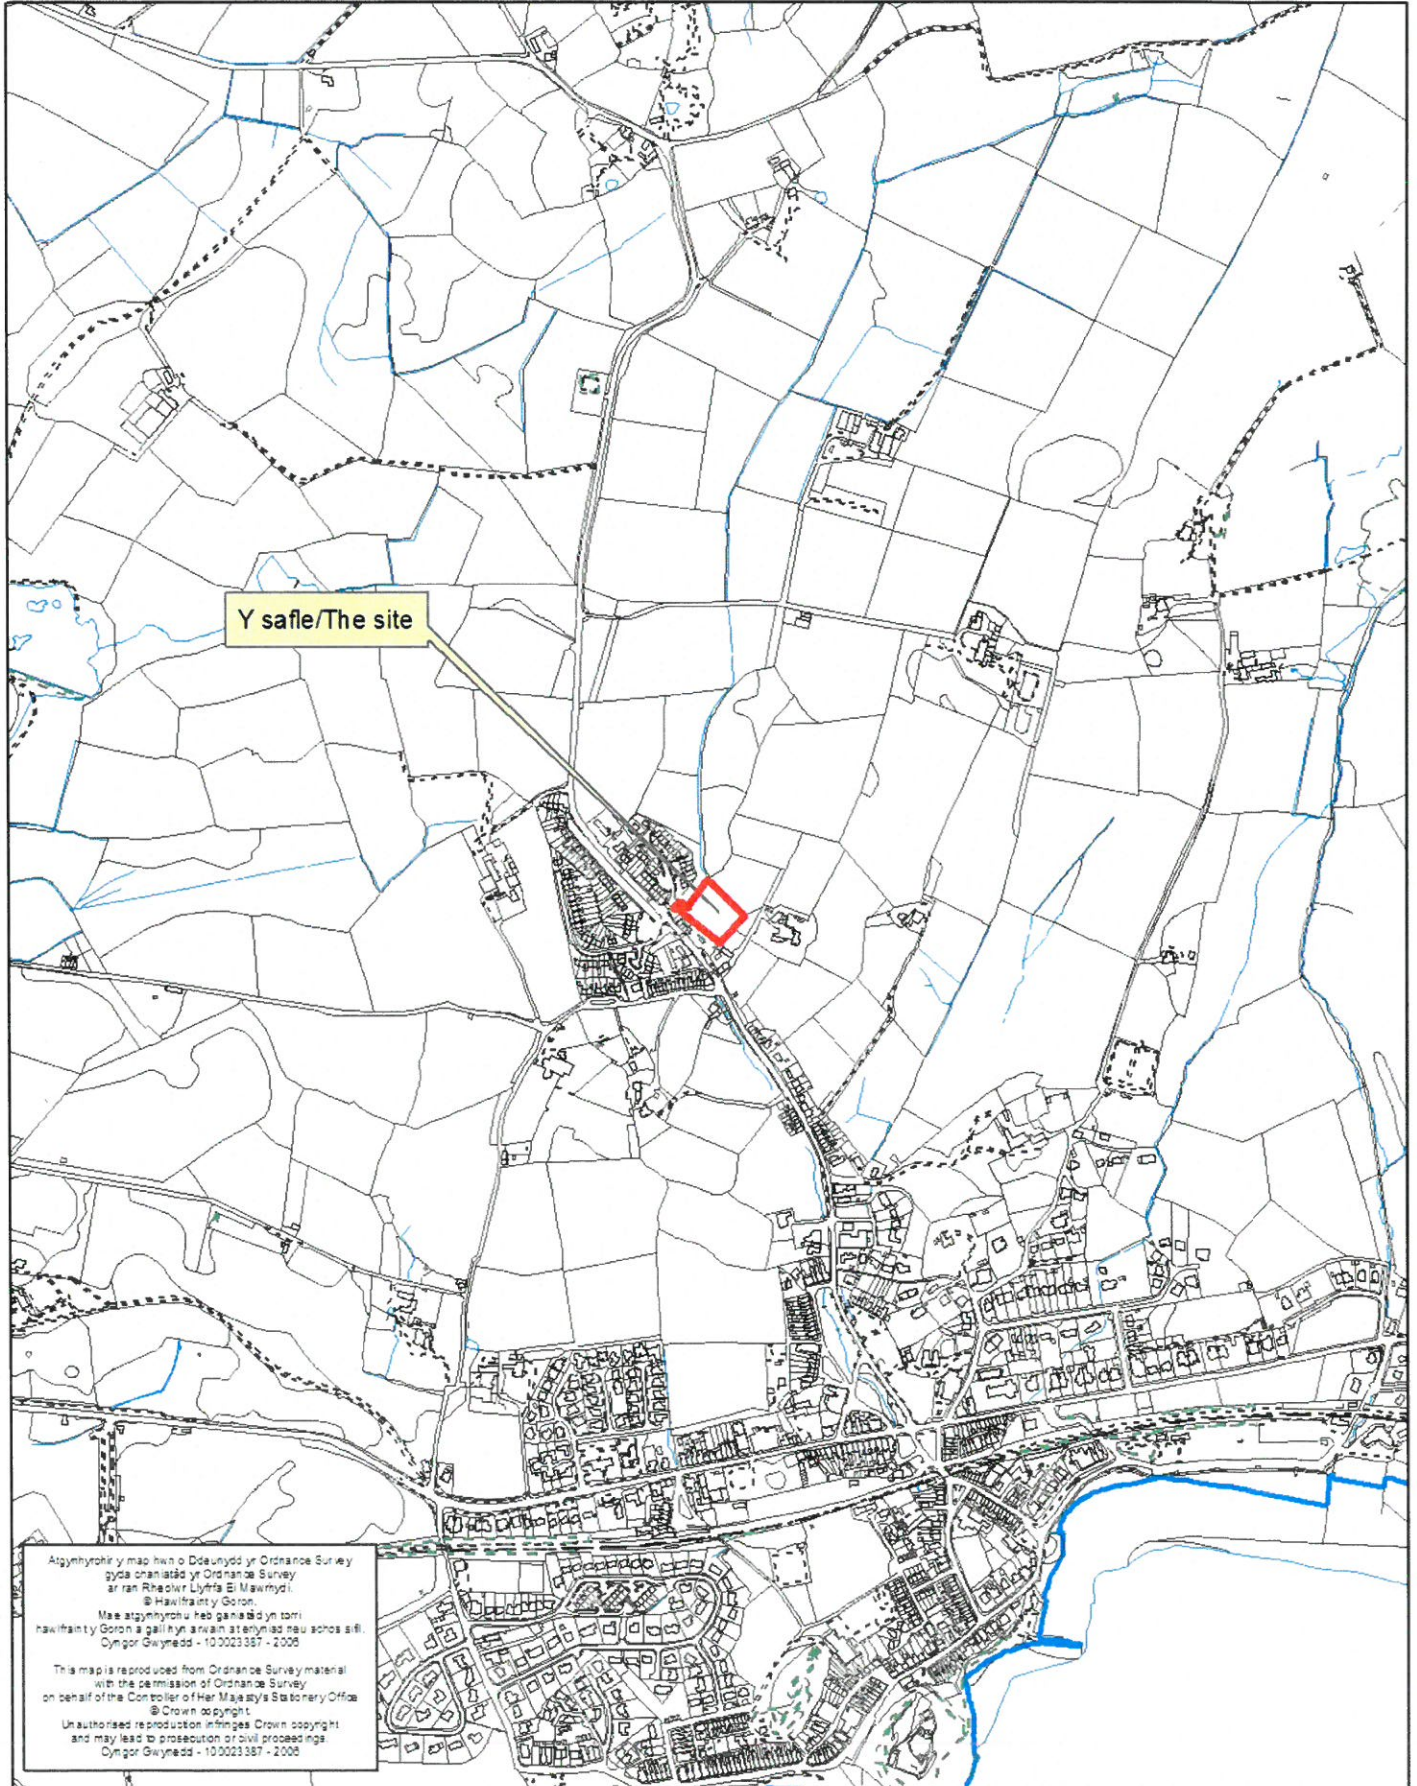 Y safle/The site
Atgynhyrchir y map hwn o Ddeunydd yr Ordnance Survey
gyda chaniatâd yr Ordnance Survey
ar ran Rheolwr Llyfrfa Ei Mawrhydi.
© Hawlfraint y Goron.
Mae atgynhyrchu heb ganiatâd yn torri
hawlfraint y Goron a gall hyn arwain at erlyniad neu achos sifil.
Cyngor Gwynedd - 100023387 - 2006
This map is reproduced from Ordnance Survey material
with the permission of Ordnance Survey
on behalf of the Controller of Her Majesty's Stationery Office
© Crown copyright.
Unauthorised reproduction infringes Crown copyright
and may lead to prosecution or civil proceedings.
Cyngor Gwynedd - 100023387 - 2006